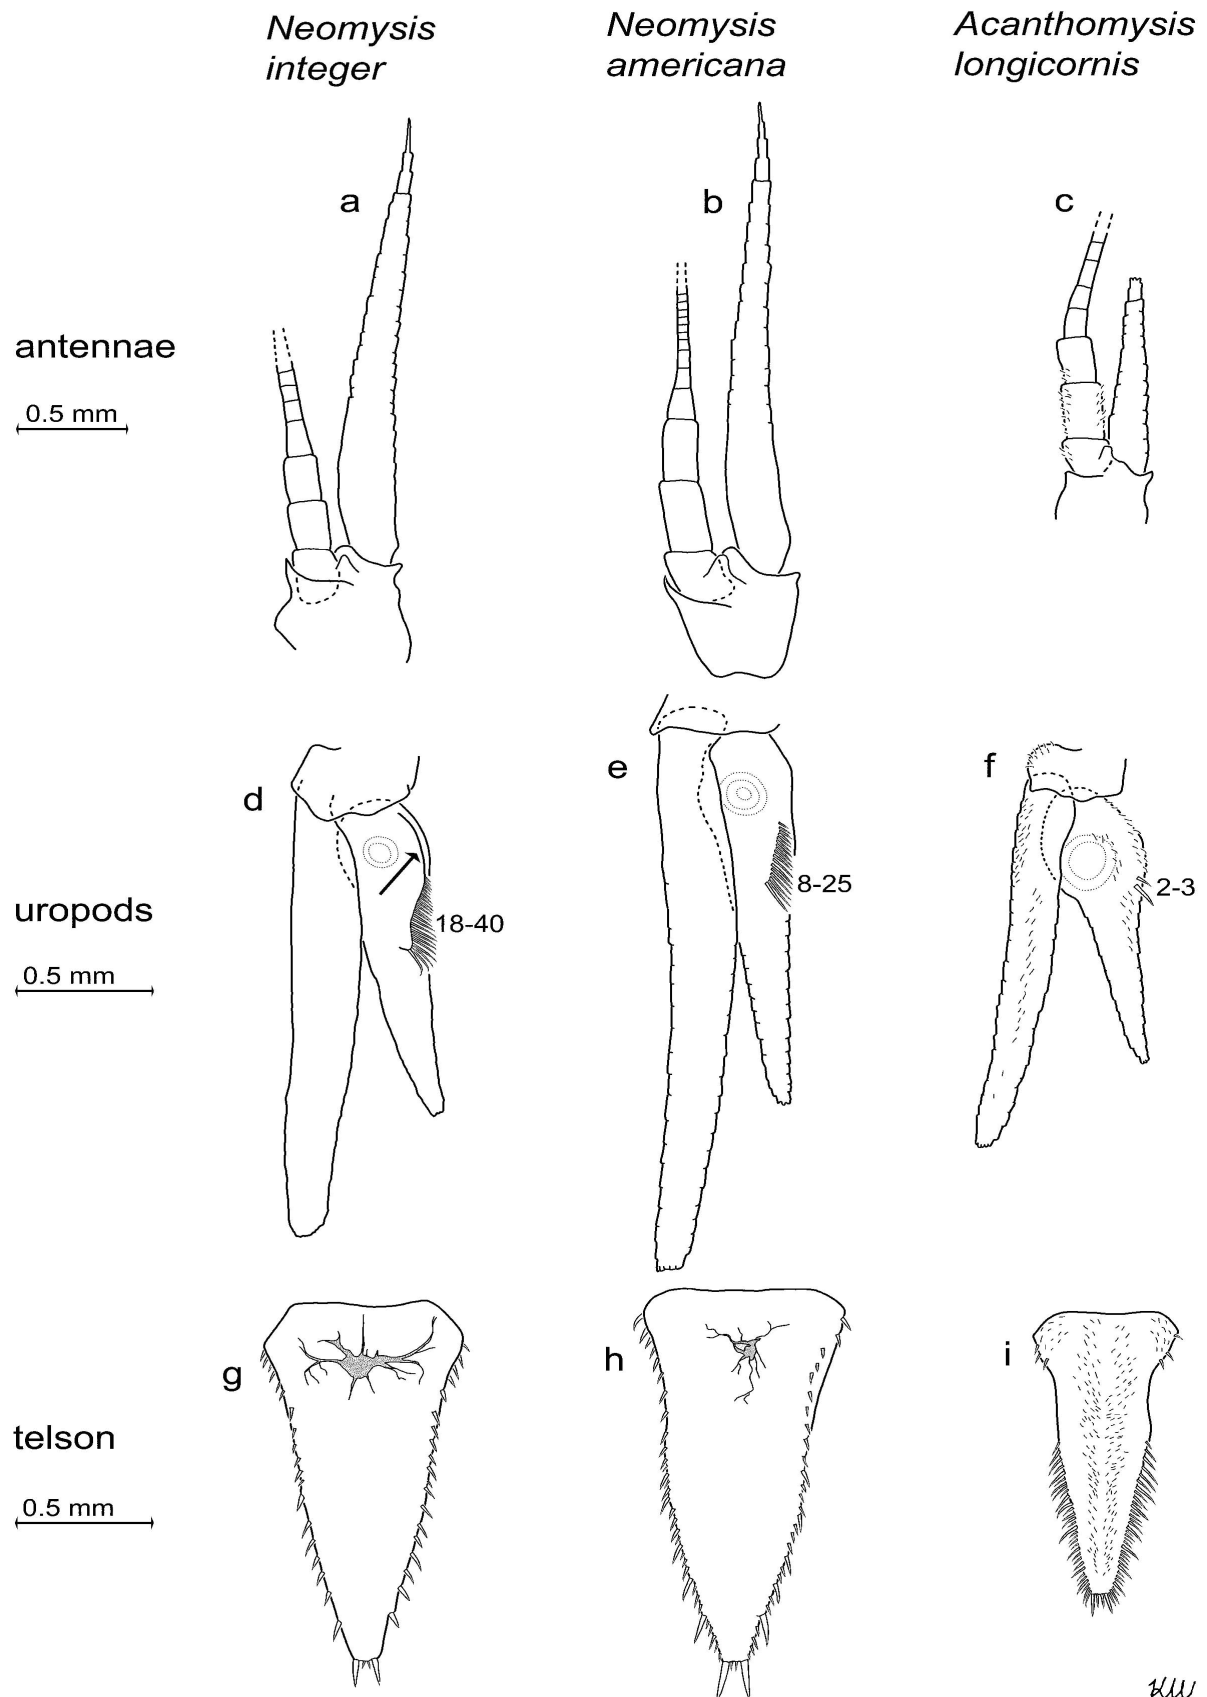 Neomysis
integer
Neomysis
americana
Acanthomysis
longicornis
a
b
c
antennae
0.5 mm
d
e
f
18-40
8-25
2-3
uropods
0.5 mm
g
h
i
telson
0.5 mm